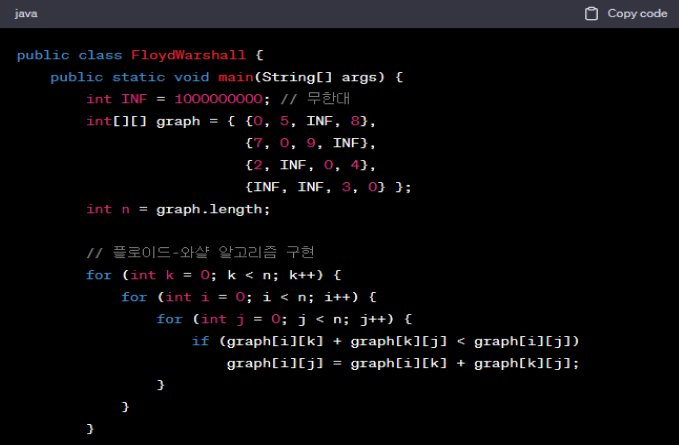 java
Copy code
public class FloydWarshall {
    public static void main(String[] args) {
        int INF = 1000000000; // 무한대
        int[][] graph = { {0, 5, INF, 8},
                          {7, 0, 9, INF},
                          {2, INF, 0, 4},
                          {INF, INF, 3, 0} };
        int n = graph.length;

        // 플로이드-와샬 알고리즘 구현
        for (int k = 0; k < n; k++) {
            for (int i = 0; i < n; i++) {
                for (int j = 0; j < n; j++) {
                    if (graph[i][k] + graph[k][j] < graph[i][j])
                        graph[i][j] = graph[i][k] + graph[k][j];
                }
            }
        }